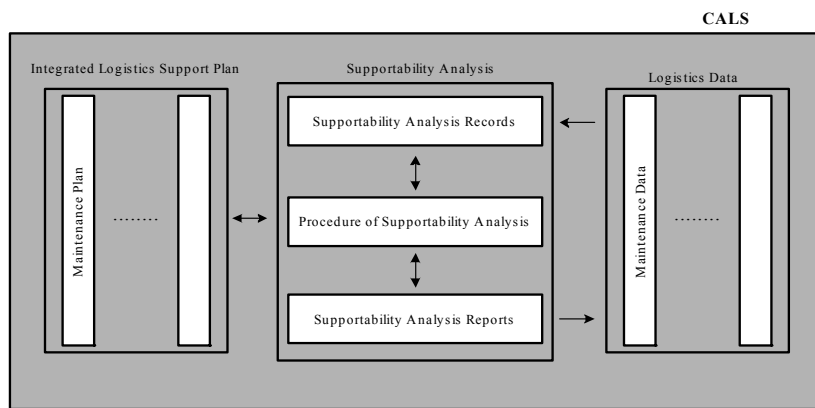 CALS
Integrated Logistics Support Plan
Maintenance Plan
........
Supportability Analysis
Supportability Analysis Records
Procedure of Supportability Analysis
Supportability Analysis Reports
Logistics Data
Maintenance Data
........